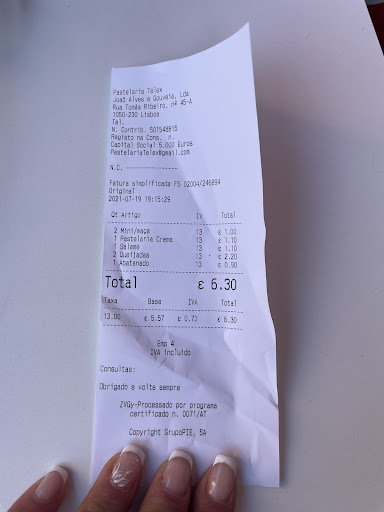 Pastelaria Telex
João Alves e Gouveia, Lda
Rua Tomás Ribeiro, nº 45-A
1050-230 Lisboa
Tel.
N. Contrib. 501548815
Registo na Cons. n.
Capital Social 5.000 Euros
PastelariaTelex@gmail.com
N.C. ----------------
Fatura simplificada FS 02004/246894
Original
2021-07-19 19:15:29
Qt Artigo IV Total
2 Mini/maça 13 € 1.00
1 Pastelaria Creme 13 € 1.10
1 Salame 13 € 1.10
2 Queijadas 13 € 2.20
1 Abatanado 13 € 0.90
Total € 6.30
Taxa Base IVA Total
13.00 € 5.57 € 0.73 € 6.30
Emp 4
IVA incluido
Consultas:
Obrigado e volte sempre
ZVGy-Processado por programa
certificado n. 0071/AT
Copyright GrupoPIE, SA